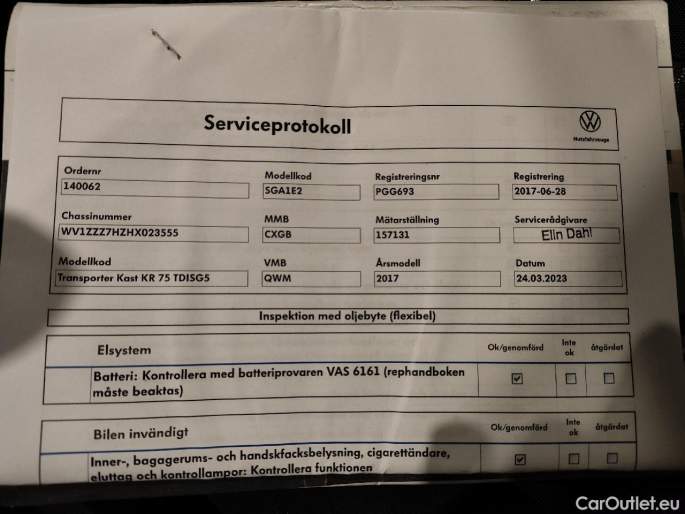 Serviceprotokoll
Nutzfahrzeuge
Ordernr Modellkod Registreringsnr Registrering
140062 SGA1E2 PGG693 2017-06-28
Chassinummer MMB Mätarställning Servicerådgivare
WV1ZZZ7HZHX023555 CXGB 157131 Elin Dahl
Modellkod VMB Årsmodell Datum
Transporter Kast KR 75 TDISG5 QWM 2017 24.03.2023
Inspektion med oljebyte (flexibel)
Elsystem Ok/genomförd Inte ok åtgärdat
Batteri: Kontrollera med batteriprovaren VAS 6161 (rephandboken
måste beaktas)
Bilen invändigt Ok/genomförd Inte ok åtgärdat
Inner-, bagagerums- och handskfacksbelysning, cigarettändare,
eluttag och kontrollampor: Kontrollera funktionen
CarOutlet.eu